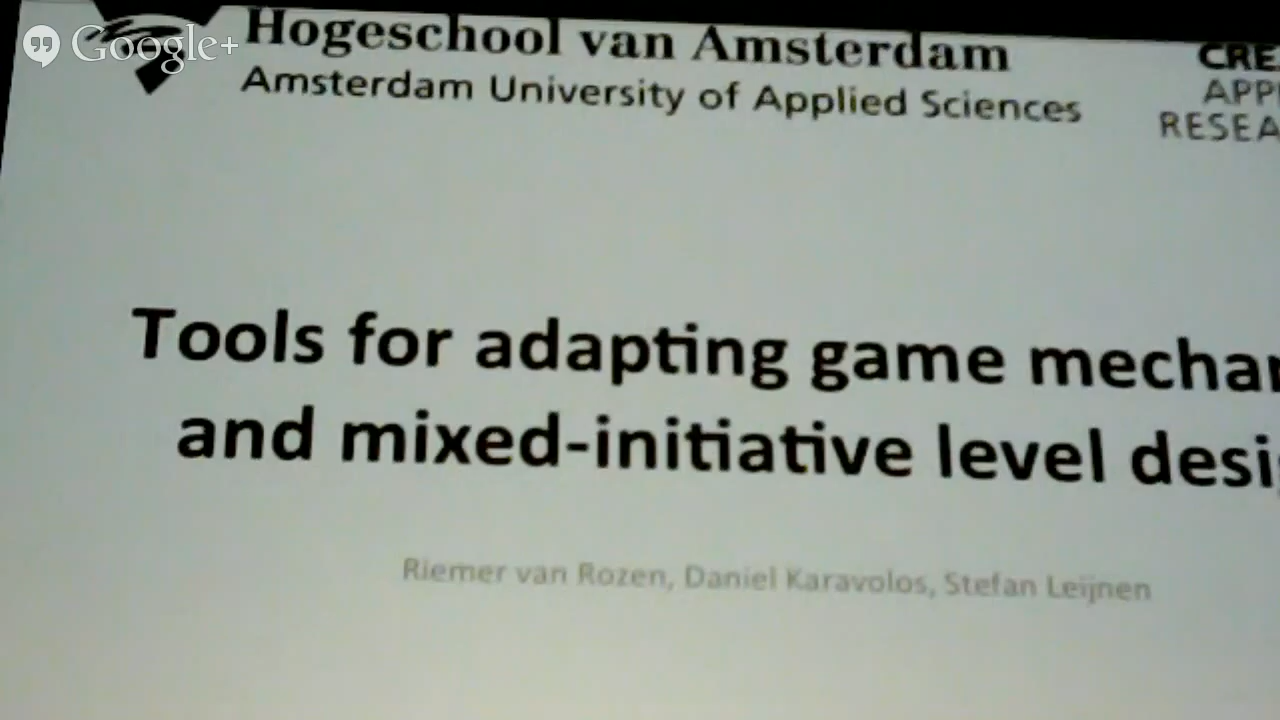 Google+
Hogeschool van Amsterdam
Amsterdam University of Applied Sciences
CRE
APP
RESEA
Tools for adapting game mechan
and mixed-initiative level desi
Riemer van Rozen, Daniel Karavolos, Stefan Leijnen